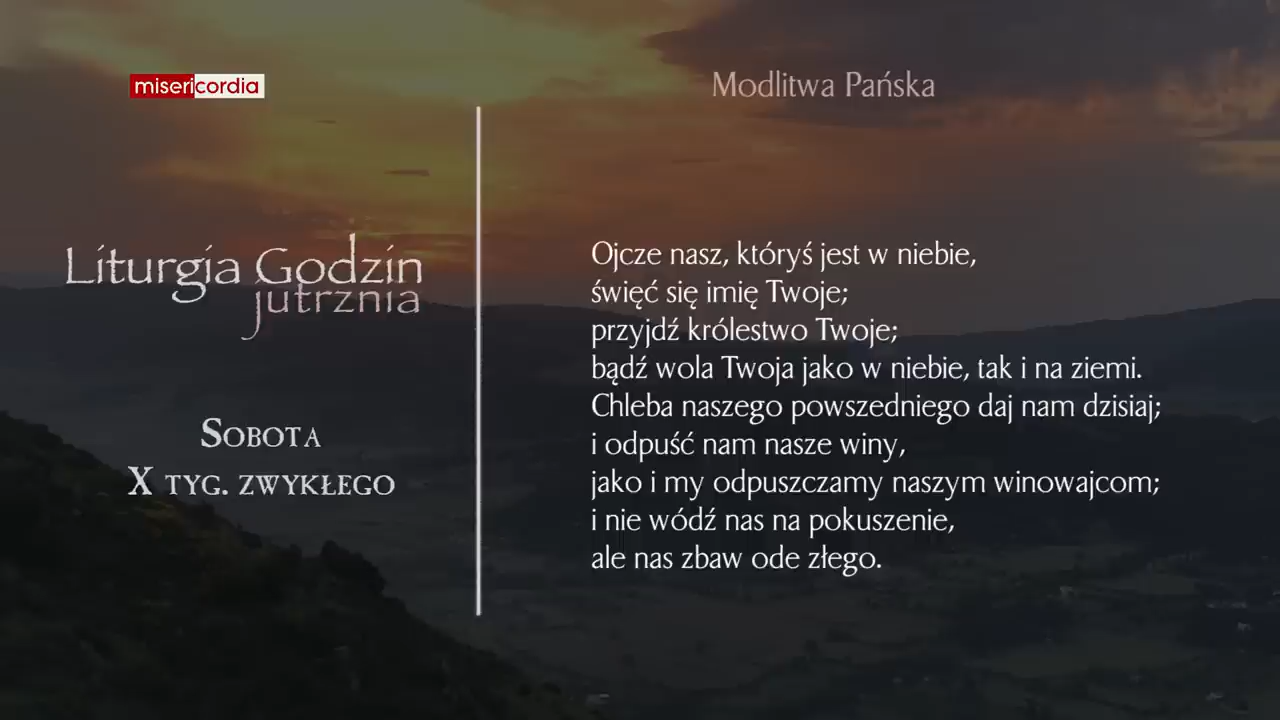 misericordia
Modlitwa Pańska
Liturgia Godzin
jutrznia
Sobota
X tyg. zwykłego
Ojcze nasz, któryś jest w niebie,
święć się imię Twoje;
przyjdź królestwo Twoje;
bądź wola Twoja jako w niebie, tak i na ziemi.
Chleba naszego powszedniego daj nam dzisiaj;
i odpuść nam nasze winy,
jako i my odpuszczamy naszym winowajcom;
i nie wódź nas na pokuszenie,
ale nas zbaw ode złego.